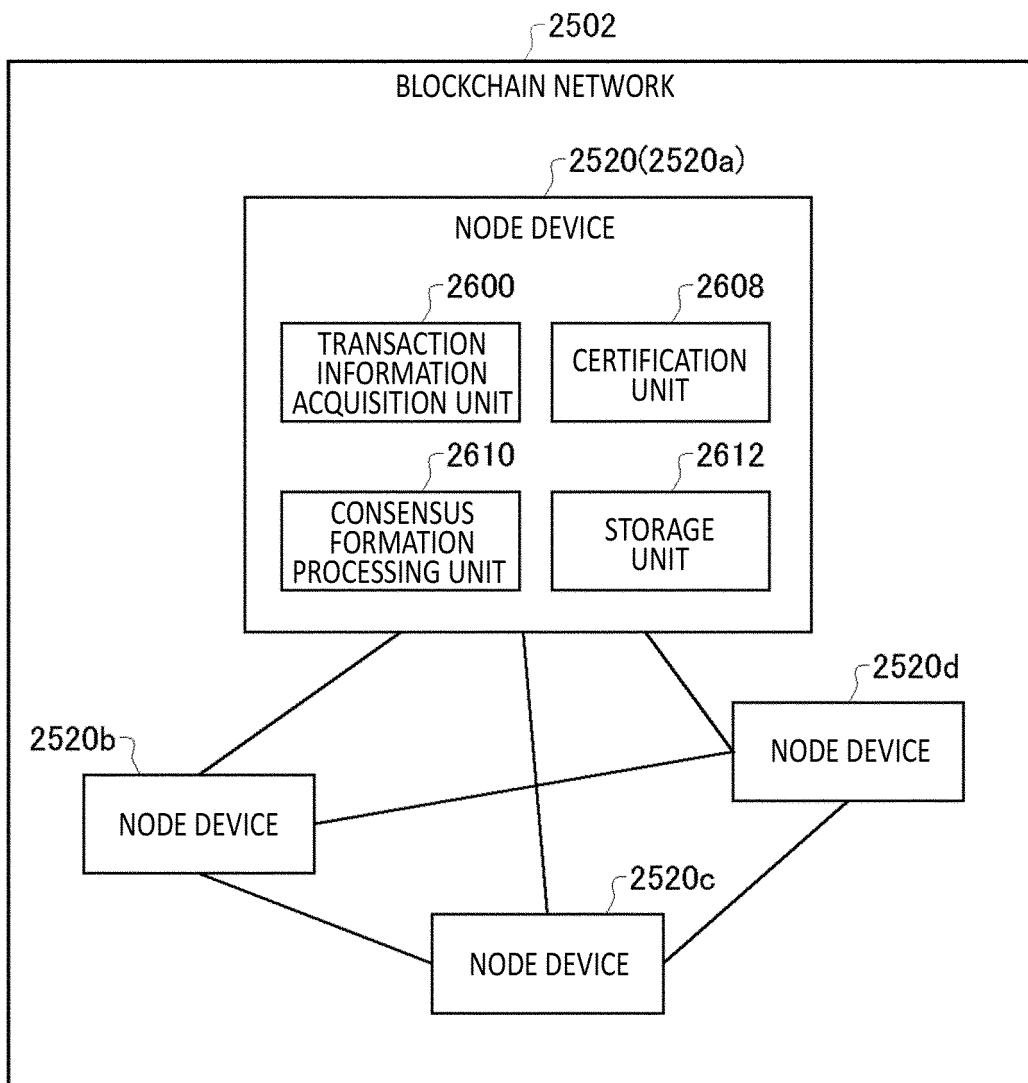 2502
BLOCKCHAIN NETWORK
2520(2520a)
NODE DEVICE
2600
2608
TRANSACTION
INFORMATION
ACQUISITION UNIT
CERTIFICATION
UNIT
2610
2612
CONSENSUS
FORMATION
PROCESSING UNIT
STORAGE
UNIT
2520d
NODE DEVICE
2520b
NODE DEVICE
2520c
NODE DEVICE